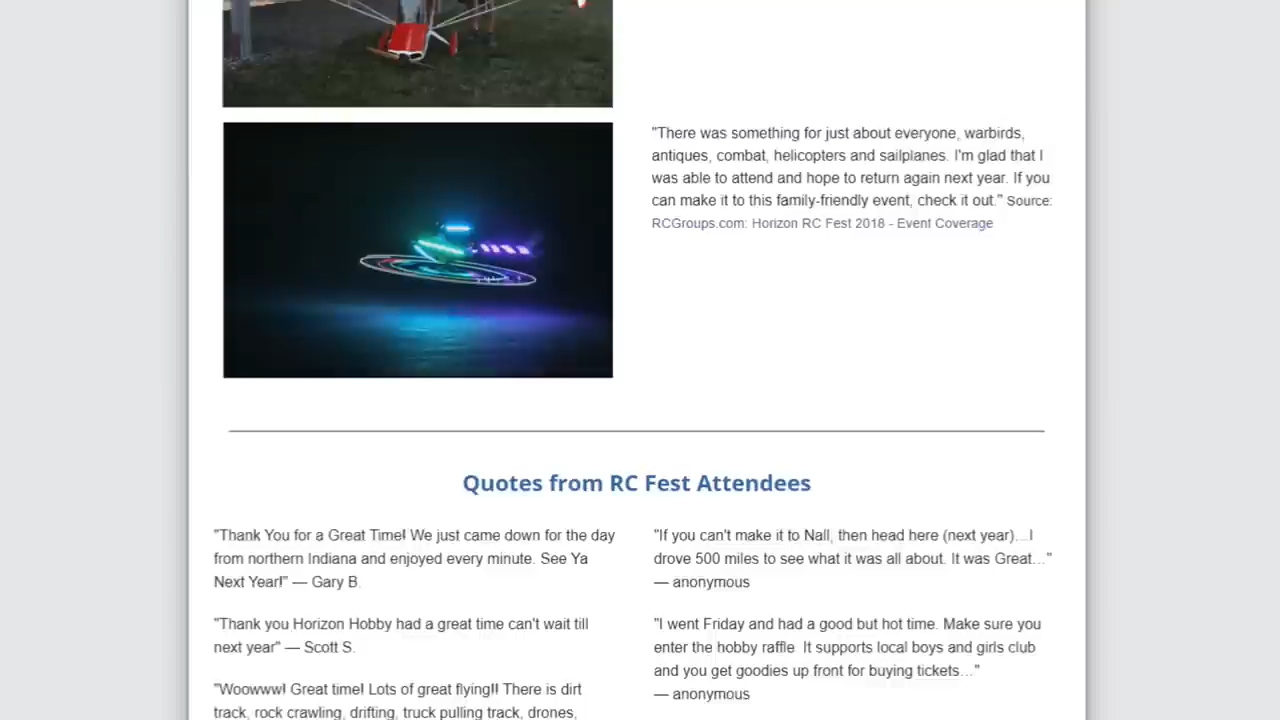 "There was something for just about everyone, warbirds,
antiques, combat, helicopters and sailplanes. I'm glad that I
was able to attend and hope to return again next year. If you
can make it to this family-friendly event, check it out." Source:
RCGroups.com: Horizon RC Fest 2018 - Event Coverage
Quotes from RC Fest Attendees
"Thank You for a Great Time! We just came down for the day
from northern Indiana and enjoyed every minute. See Ya
Next Year!" — Gary B.
"Thank you Horizon Hobby had a great time can't wait till
next year" — Scott S.
"Woowww! Great time! Lots of great flying!! There is dirt
track, rock crawling, drifting, truck pulling track, drones,
"If you can't make it to Nall, then head here (next year)...I
drove 500 miles to see what it was all about. It was Great..."
— anonymous
"I went Friday and had a good but hot time. Make sure you
enter the hobby raffle. It supports local boys and girls club
and you get goodies up front for buying tickets..."
— anonymous